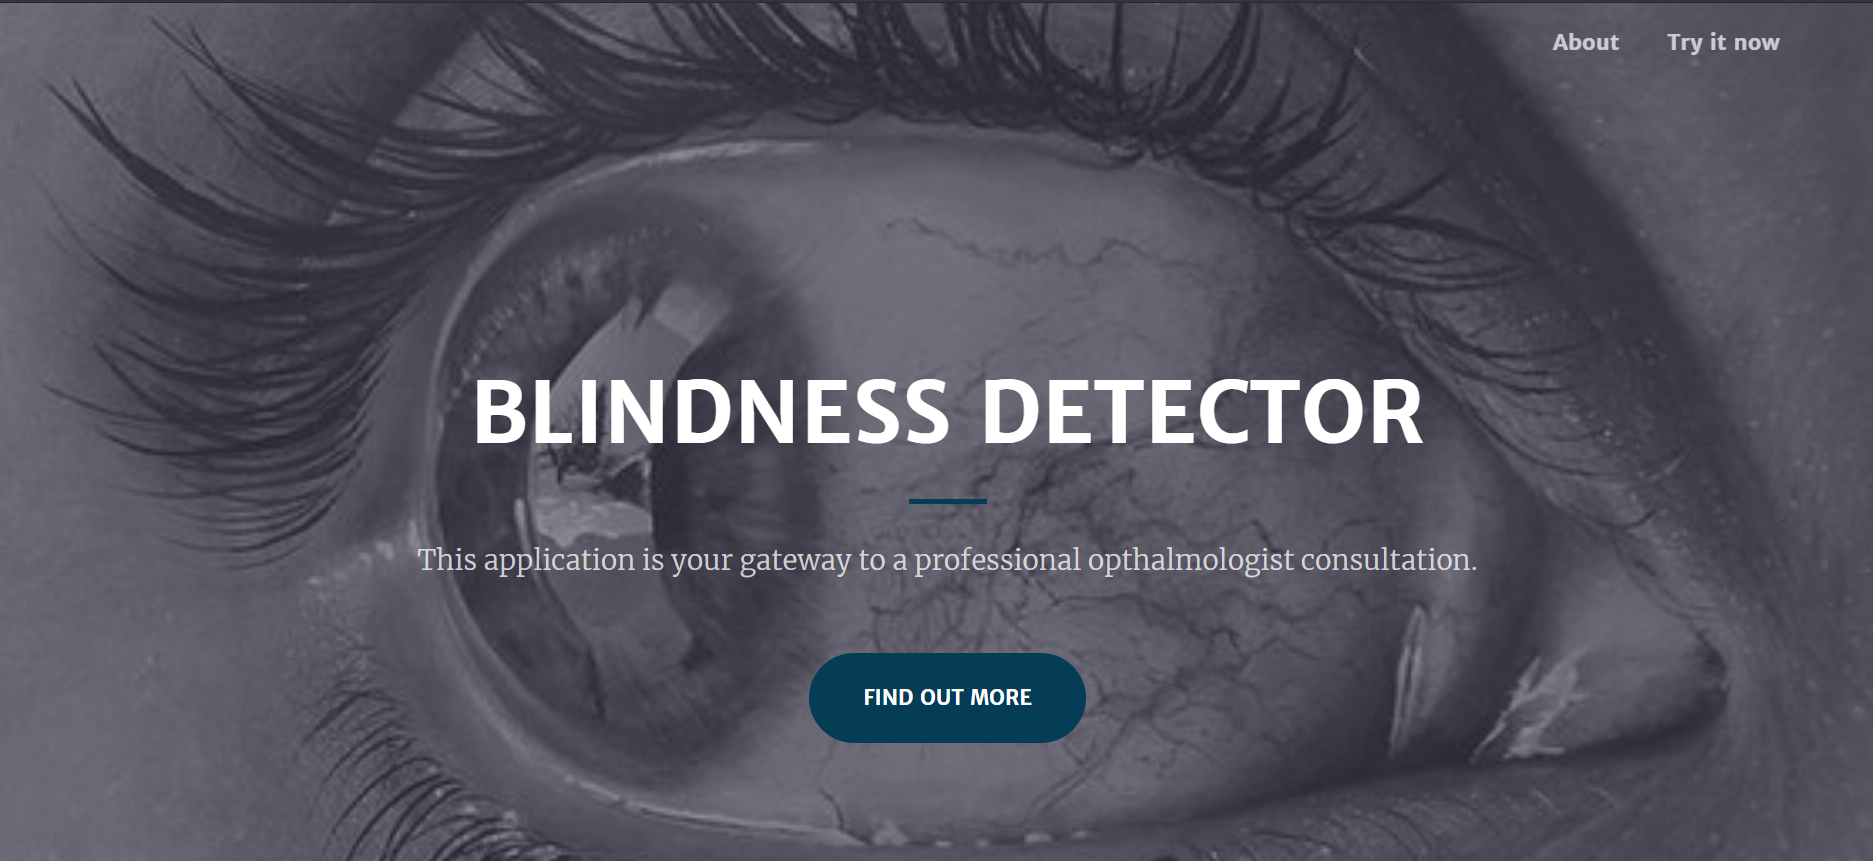 About Try it now
BLINDNESS DETECTOR
This application is your gateway to a professional opthalmologist consultation.
FIND OUT MORE